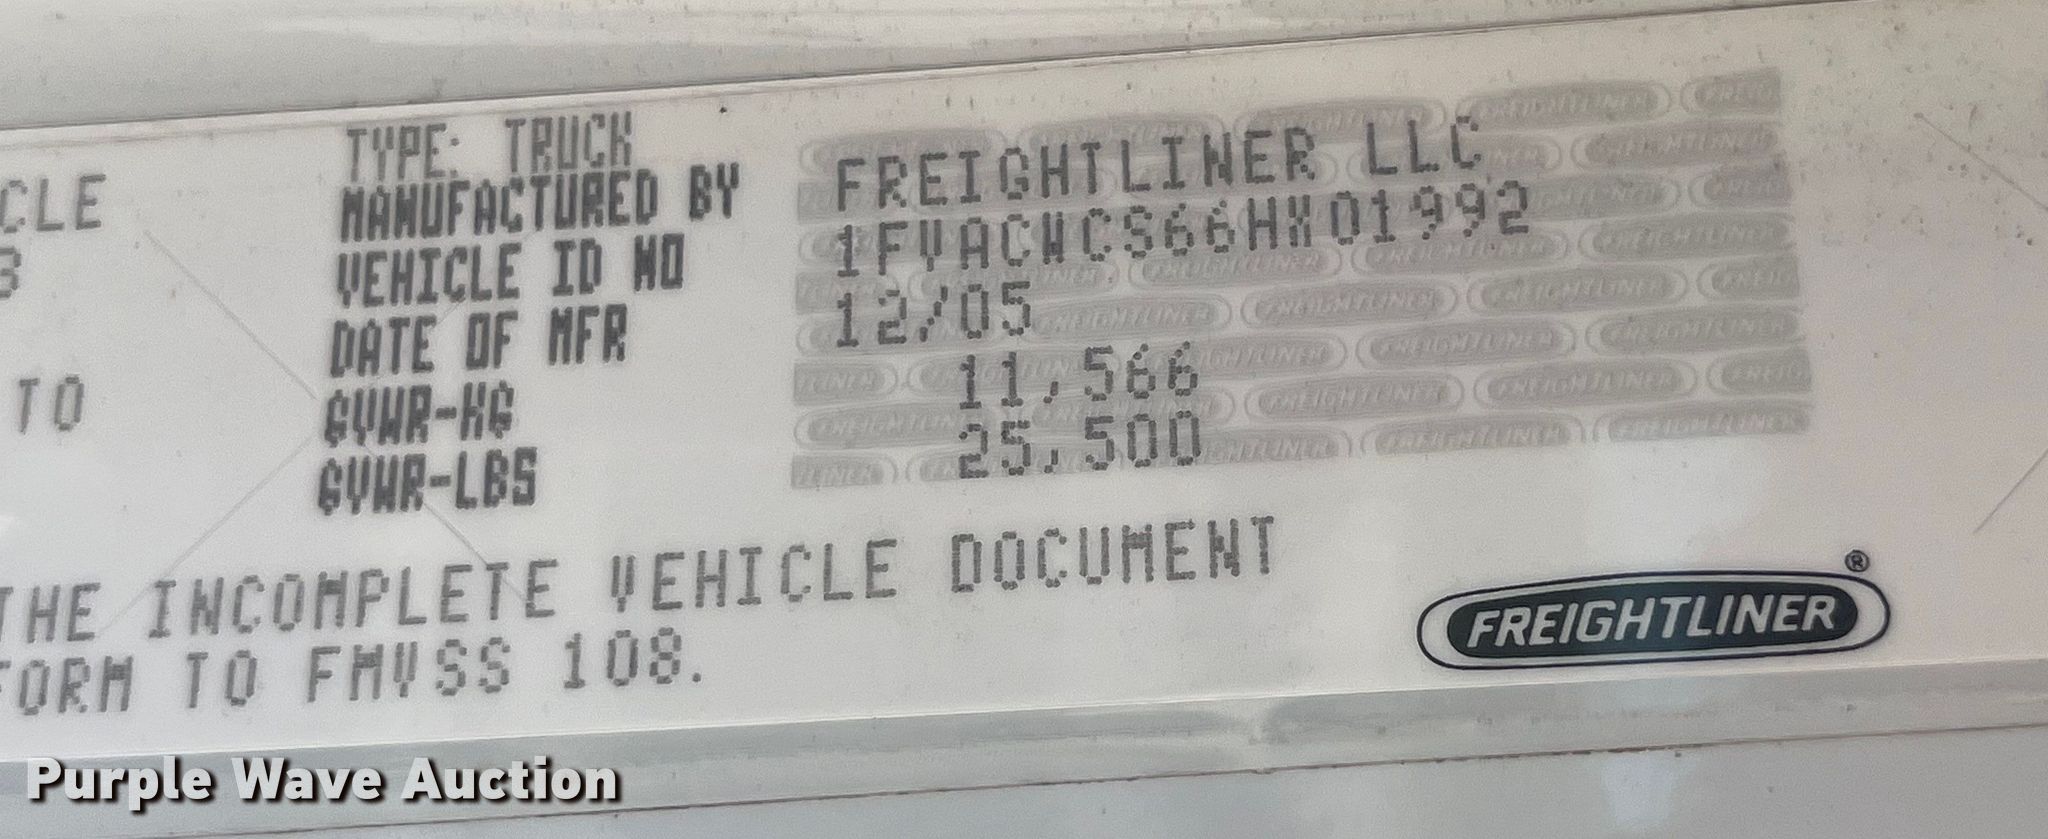 TYPE: TRUCK
MANUFACTURED BY FREIGHTLINER LLC
CLE VEHICLE ID NO 1FVACWCS66HX01992
DATE OF MFR 12/05
GVWR-KG 11,566
TO GVWR-LBS 25,500
THE INCOMPLETE VEHICLE DOCUMENT
FORM TO FMVSS 108.
FREIGHTLINER ®
Purple Wave Auction